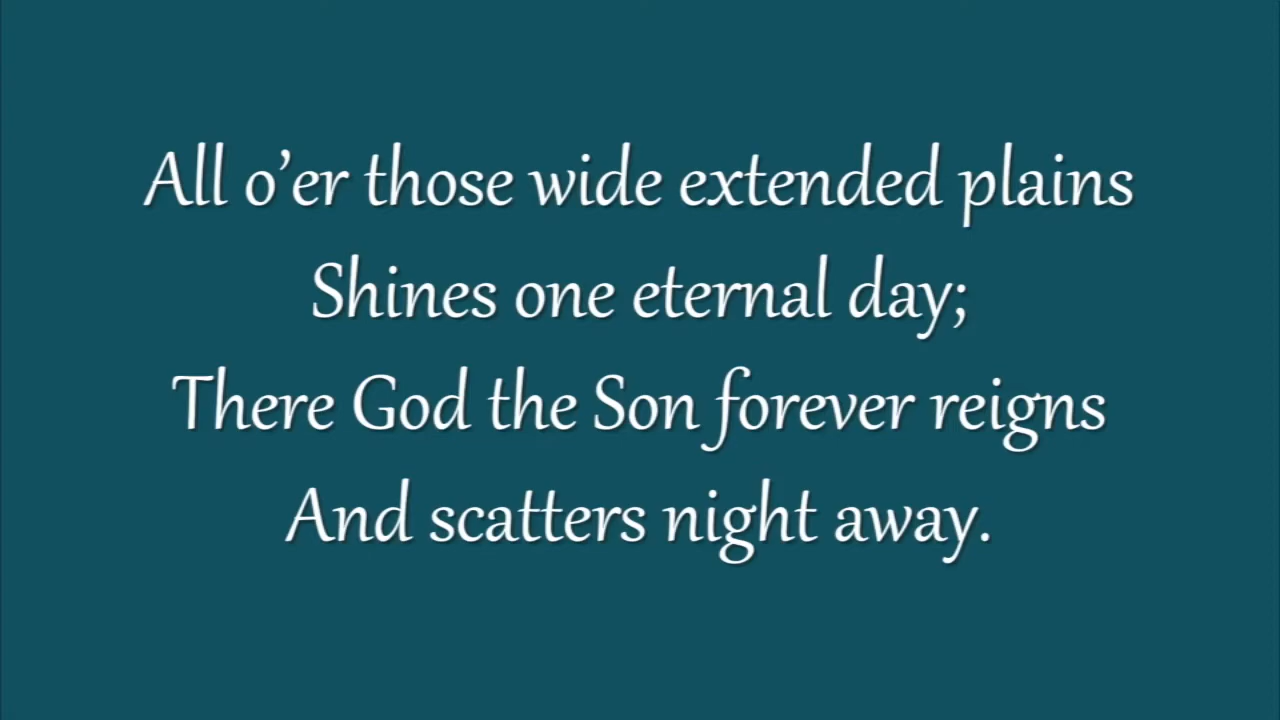 All o’er those wide extended plains
Shines one eternal day;
There God the Son forever reigns
And scatters night away.